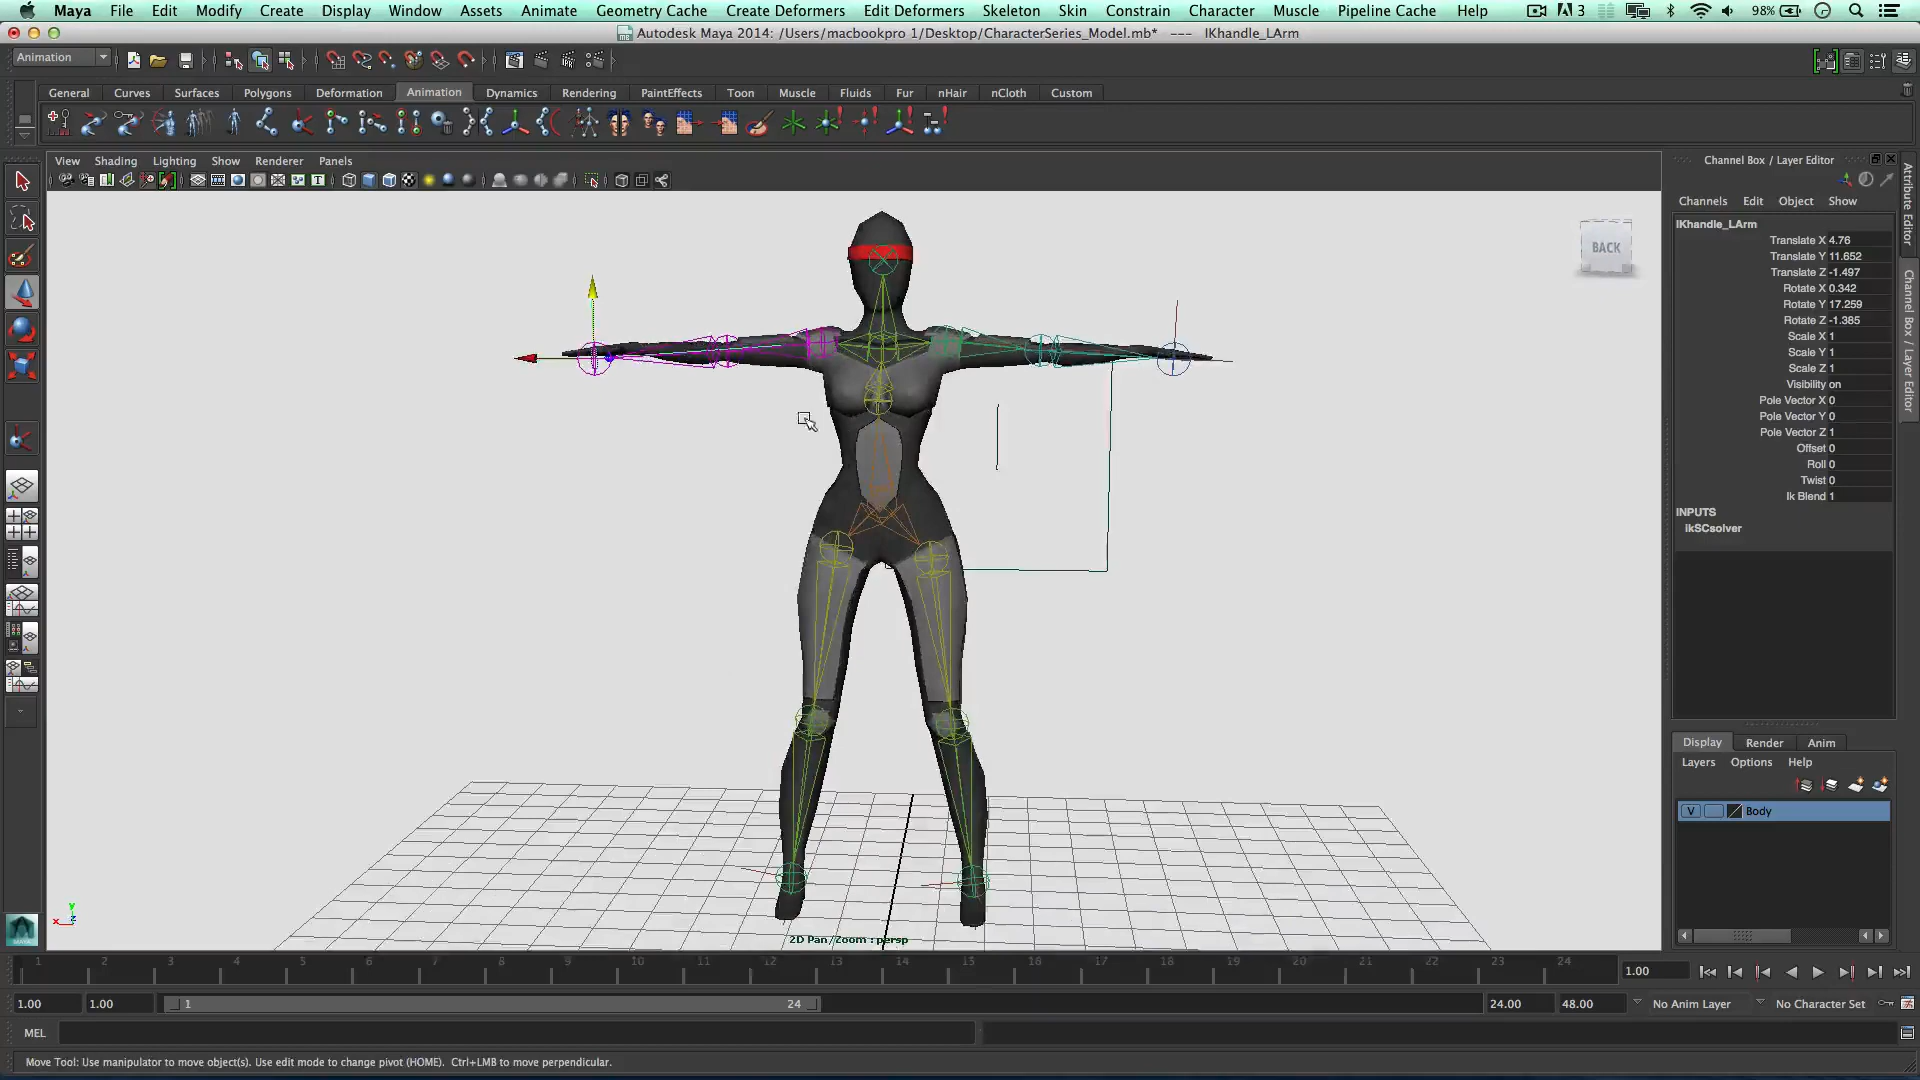 Maya File Edit Modify Create Display Window Assets Animate Geometry Cache Create Deformers Edit Deformers Skeleton Skin Constrain Character Muscle Pipeline Cache Help 3 98%
Autodesk Maya 2014: /Users/macbookpro 1/Desktop/CharacterSeries_Model.mb* --- IKhandle_LArm
Animation
General Curves Surfaces Polygons Deformation Animation Dynamics Rendering PaintEffects Toon Muscle Fluids Fur nHair nCloth Custom
View Shading Lighting Show Renderer Panels
Channel Box / Layer Editor
Channels Edit Object Show
IKhandle_LArm
Translate X 4.76
Translate Y 11.652
Translate Z -1.497
Rotate X 0.342
Rotate Y 17.259
Rotate Z -1.385
Scale X 1
Scale Y 1
Scale Z 1
Visibility on
Pole Vector X 0
Pole Vector Y 0
Pole Vector Z 1
Offset 0
Roll 0
Twist 0
Ik Blend 1
INPUTS
ikSCsolver
Attribute Editor
Channel Box / Layer Editor
BACK
Display Render Anim
Layers Options Help
V Body
y
x z
2D Pan/Zoom : persp
1 2 3 4 5 6 7 8 9 10 11 12 13 14 15 16 17 18 19 20 21 22 23 24 1.00
1.00 1.00 1 24 24.00 48.00 No Anim Layer No Character Set
MEL
Move Tool: Use manipulator to move object(s). Use edit mode to change pivot (HOME). Ctrl+LMB to move perpendicular.